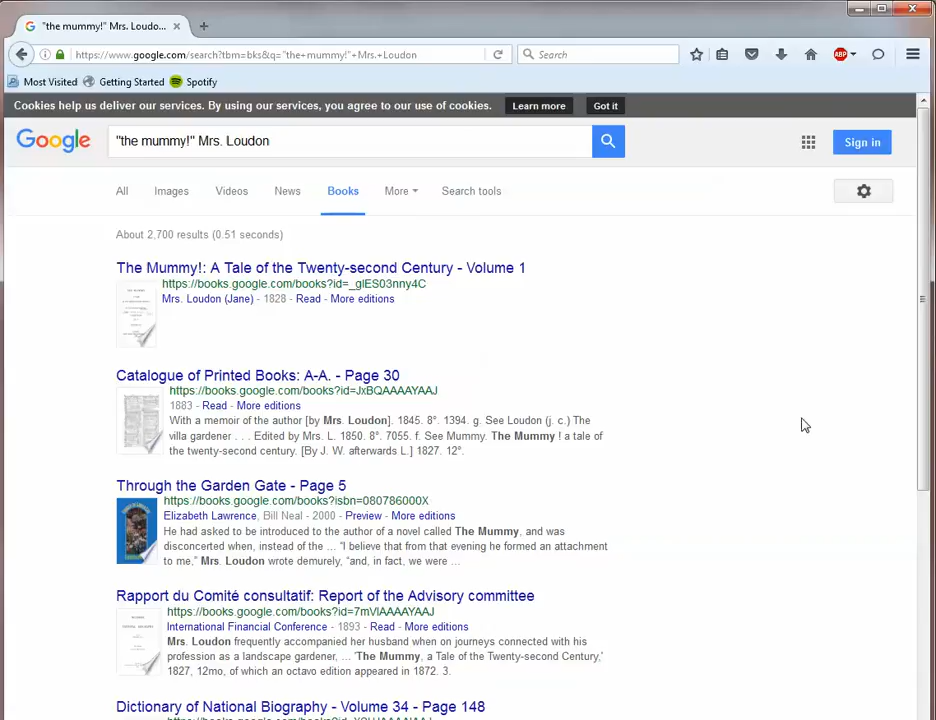 "the mummy!" Mrs. Loudo...
https://www.google.com/search?tbm=bks&q="the+mummy!"+Mrs.+Loudon
Search
ABP
Most Visited Getting Started Spotify
Cookies help us deliver our services. By using our services, you agree to our use of cookies. Learn more Got it
Google "the mummy!" Mrs. Loudon Sign in
All Images Videos News Books More Search tools
About 2,700 results (0.51 seconds)
The Mummy!: A Tale of the Twenty-second Century - Volume 1
https://books.google.com/books?id=_glES03nny4C
Mrs. Loudon (Jane) - 1828 - Read - More editions
Catalogue of Printed Books: A-A. - Page 30
https://books.google.com/books?id=JxBQAAAAYAAJ
1883 - Read - More editions
With a memoir of the author [by Mrs. Loudon]. 1845. 8°. 1394. g. See Loudon (j. c.) The
villa gardener . . . Edited by Mrs. L. 1850. 8°. 7055. f. See Mummy. The Mummy ! a tale of
the twenty-second century. [By J. W. afterwards L.] 1827. 12°.
Through the Garden Gate - Page 5
https://books.google.com/books?isbn=080786000X
Elizabeth Lawrence, Bill Neal - 2000 - Preview - More editions
He had asked to be introduced to the author of a novel called The Mummy, and was
disconcerted when, instead of the ... “I believe that from that evening he formed an attachment
to me,” Mrs. Loudon wrote demurely, “and, in fact, we were ...
Rapport du Comité consultatif: Report of the Advisory committee
https://books.google.com/books?id=7mVIAAAAYAAJ
International Financial Conference - 1893 - Read - More editions
Mrs. Loudon frequently accompanied her husband when on journeys connected with his
profession as a landscape gardener, ... 'The Mummy, a Tale of the Twenty-second Century,'
1827, 12mo, of which an octavo edition appeared in 1872. 3.
Dictionary of National Biography - Volume 34 - Page 148